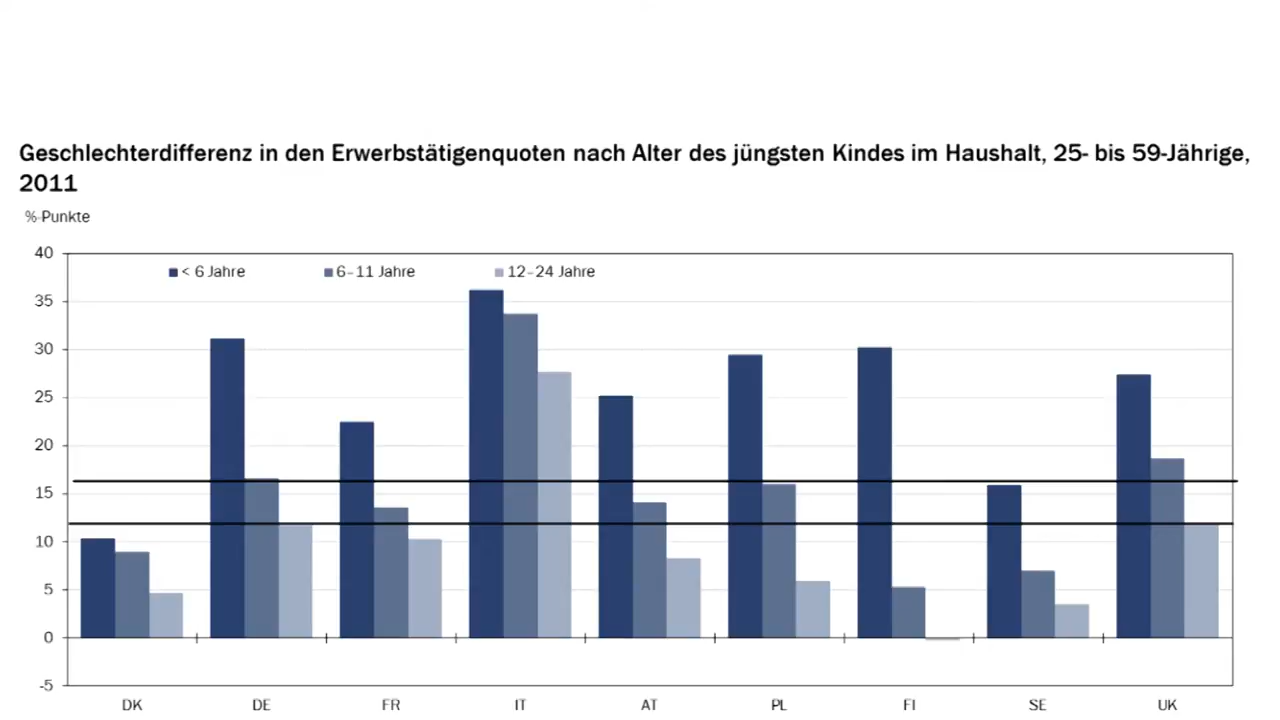 Geschlechterdifferenz in den Erwerbstätigenquoten nach Alter des jüngsten Kindes im Haushalt, 25- bis 59-Jährige,
2011
%-Punkte
< 6 Jahre 6–11 Jahre 12–24 Jahre
40
35
30
25
20
15
10
5
0
-5
DK DE FR IT AT PL FI SE UK